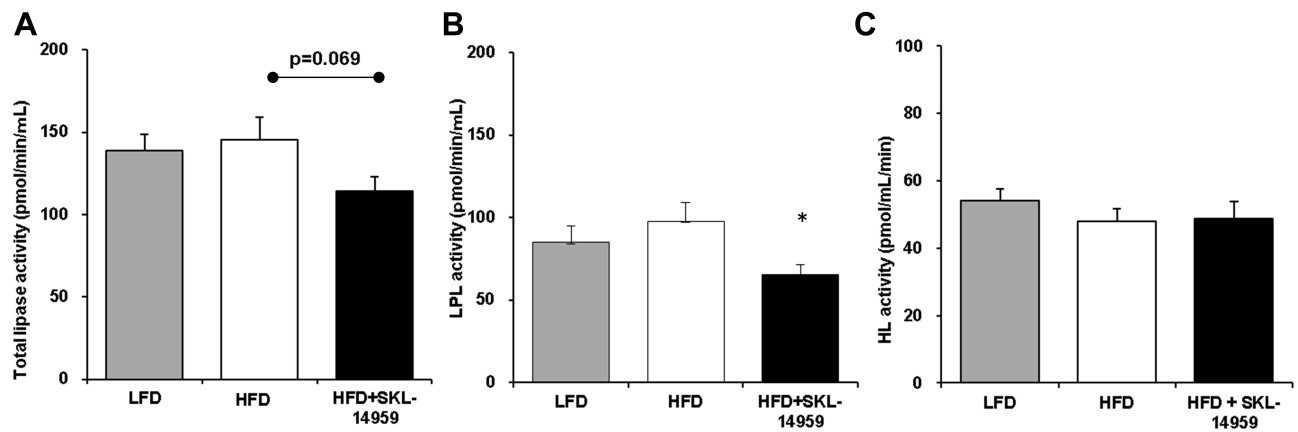 A
Total lipase activity (pmol/min/mL)
200
150
100
50
0
p=0.069
LFD
HFD
HFD+SKL-
14959
B
LPL activity (pmol/min/mL)
200
150
100
50
0
*
LFD
HFD
HFD+SKL-
14959
C
HL activity (pmol/mL/min)
100
80
60
40
20
0
LFD
HFD
HFD + SKL-
14959